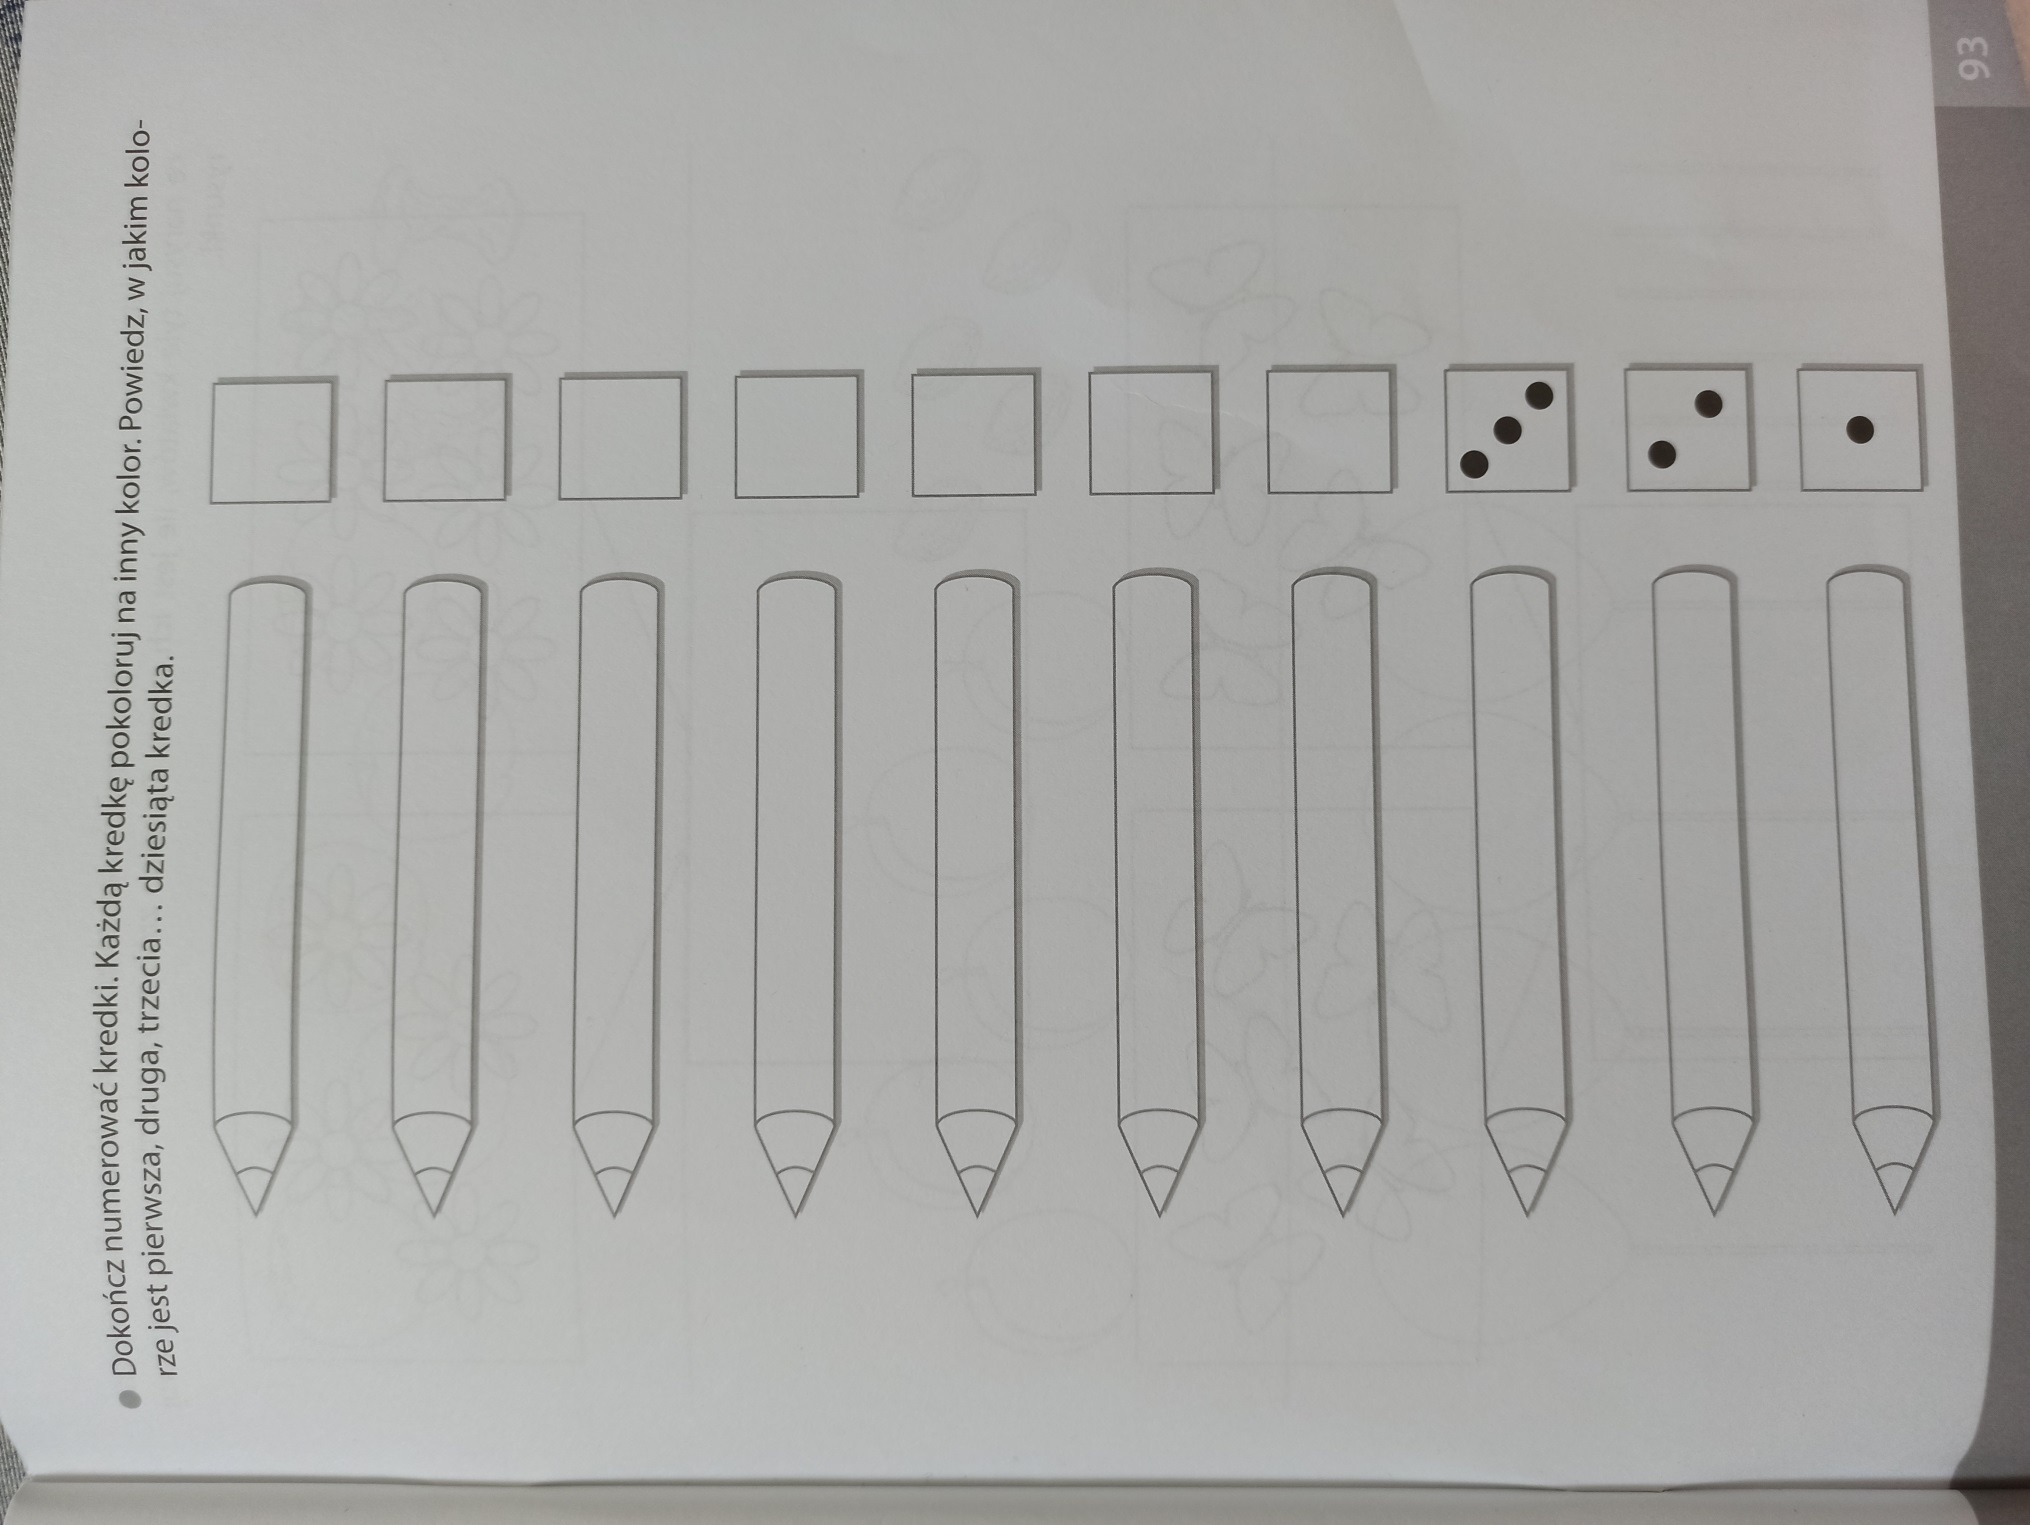 Dokończ numerować kredki. Każdą kredkę pokoloruj na inny kolor. Powiedz, w jakim kolo-
rze jest pierwsza, druga, trzecia… dziesiąta kredka.
93